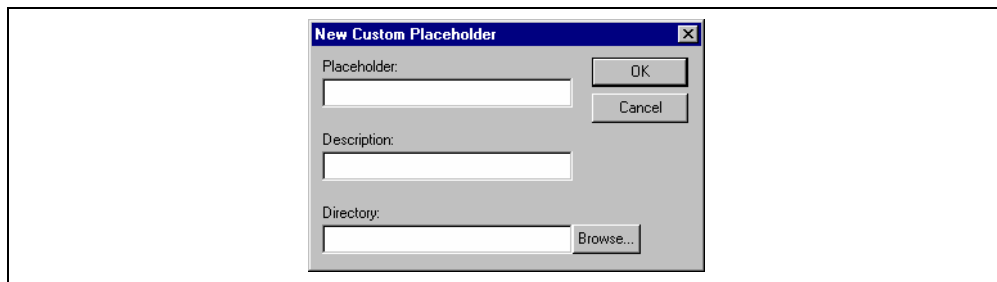 New Custom Placeholder
Placeholder:
OK
Cancel
Description:
Directory:
Browse...